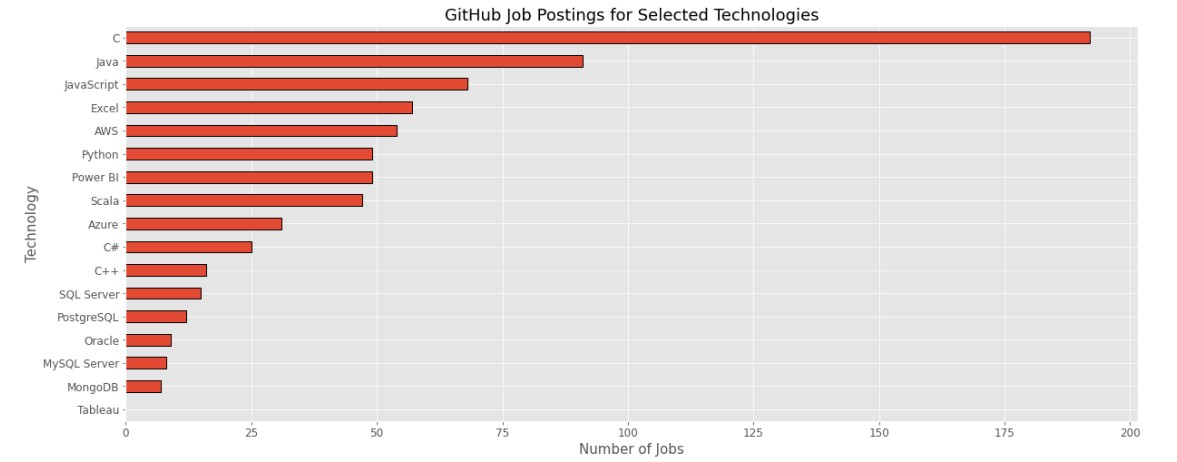 GitHub Job Postings for Selected Technologies
C
Java
JavaScript
Excel
AWS
Python
Power BI
Scala
Azure
C#
C++
SQL Server
PostgreSQL
Oracle
MySQL Server
MongoDB
Tableau
Technology
0 25 50 75 100 125 150 175 200
Number of Jobs